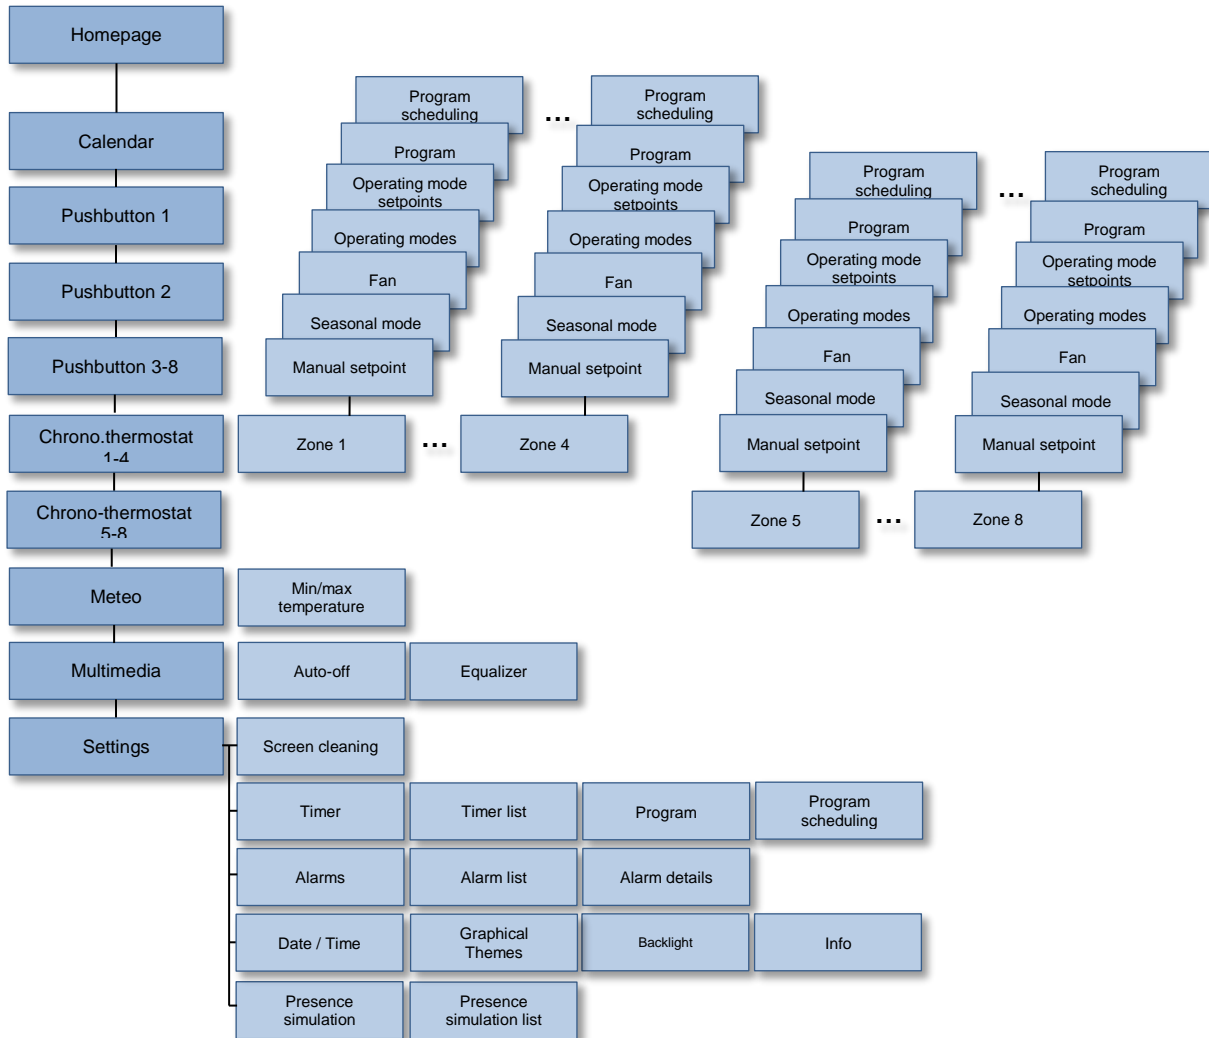 Homepage
Calendar
Pushbutton 1
Pushbutton 2
Pushbutton 3-8
Chrono.thermostat
1-4
Chrono-thermostat
5-8
Meteo
Multimedia
Settings
Program
scheduling
Program
Operating mode
setpoints
Operating modes
Fan
Seasonal mode
Manual setpoint
Zone 1
...
...
Program
scheduling
Program
Operating mode
setpoints
Operating modes
Fan
Seasonal mode
Manual setpoint
Zone 4
Program
scheduling
Program
Operating mode
setpoints
Operating modes
Fan
Seasonal mode
Manual setpoint
Zone 5
...
...
Program
scheduling
Program
Operating mode
setpoints
Operating modes
Fan
Seasonal mode
Manual setpoint
Zone 8
Min/max
temperature
Auto-off
Equalizer
Screen cleaning
Timer
Timer list
Program
Program
scheduling
Alarms
Alarm list
Alarm details
Date / Time
Graphical
Themes
Backlight
Info
Presence
simulation
Presence
simulation list